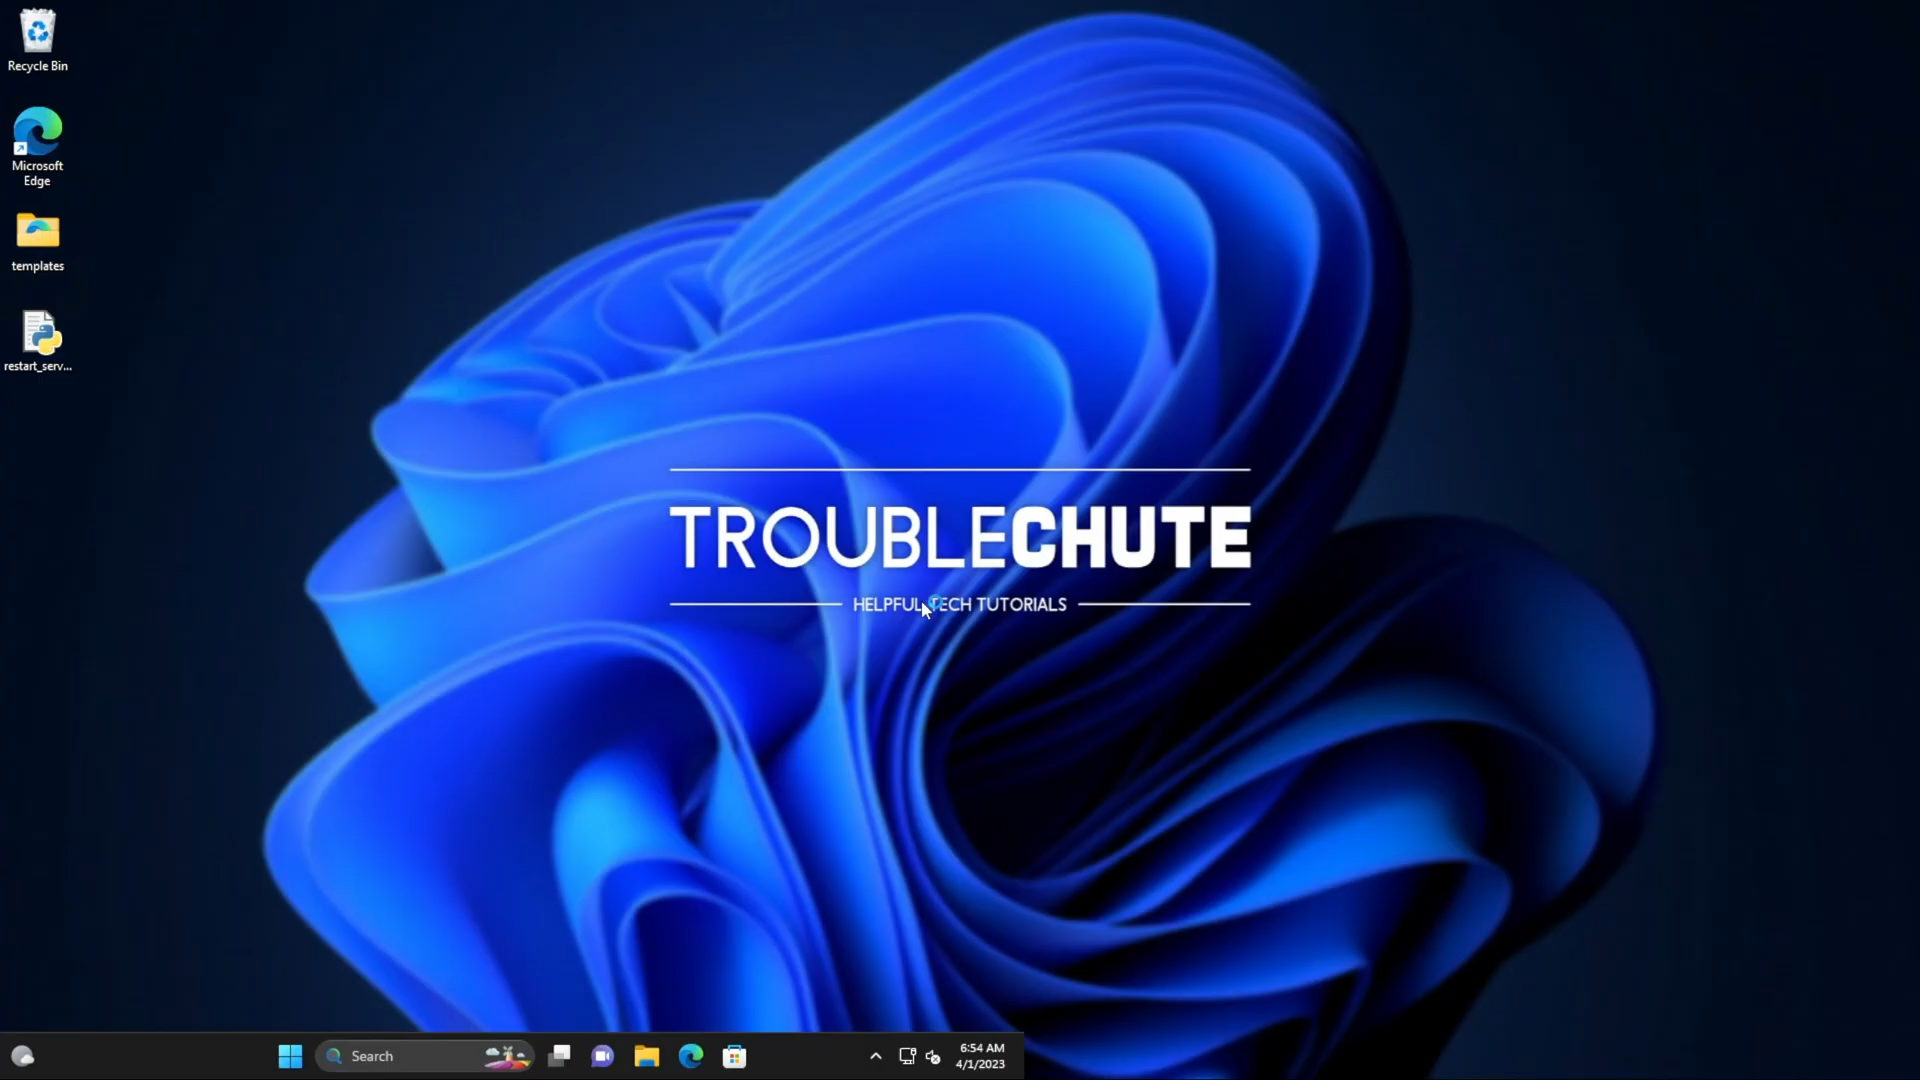 Recycle Bin
Microsoft
Edge
templates
restart_serv...
TROUBLECHUTE
HELPFUL TECH TUTORIALS
Search
6:54 AM
4/1/2023